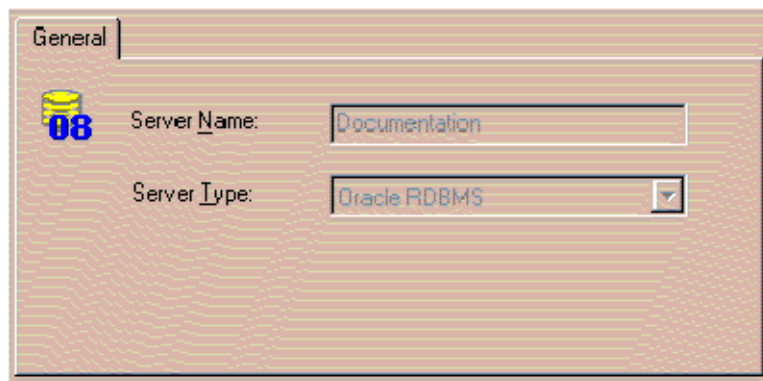 General
08
Server Name:
Documentation
Server Type:
Oracle RDBMS